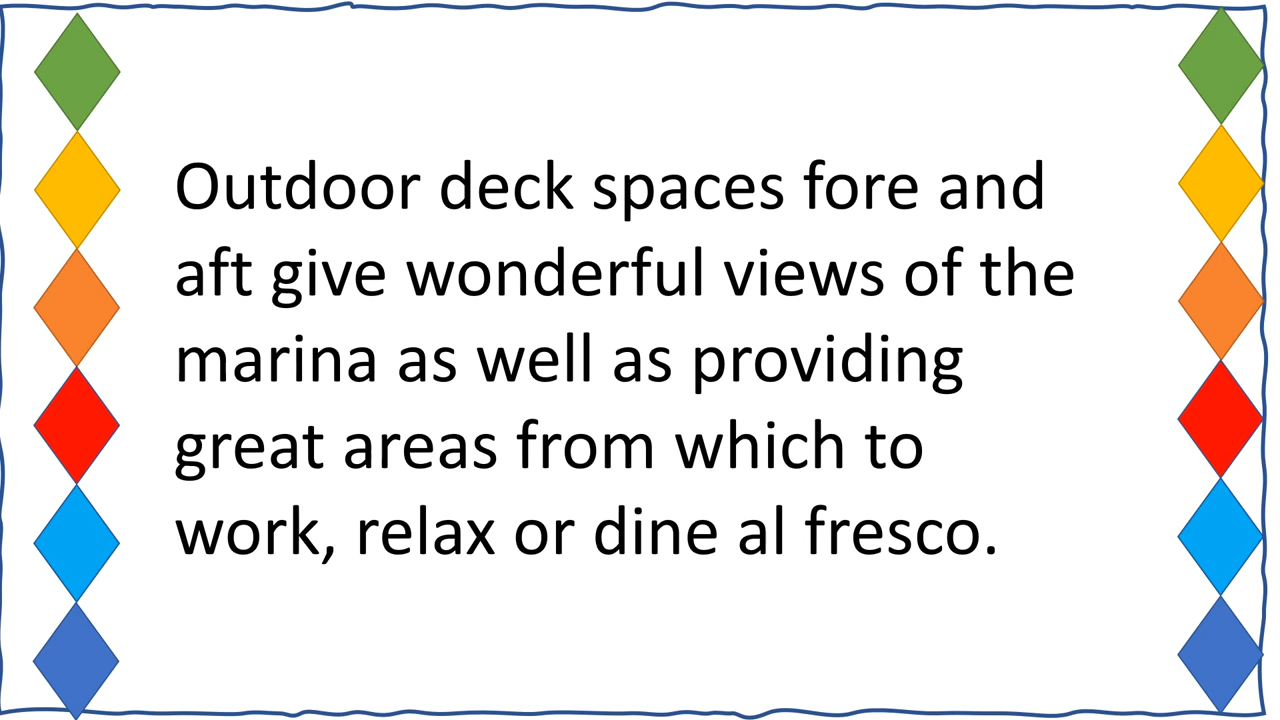 Outdoor deck spaces fore and
aft give wonderful views of the
marina as well as providing
great areas from which to
work, relax or dine al fresco.